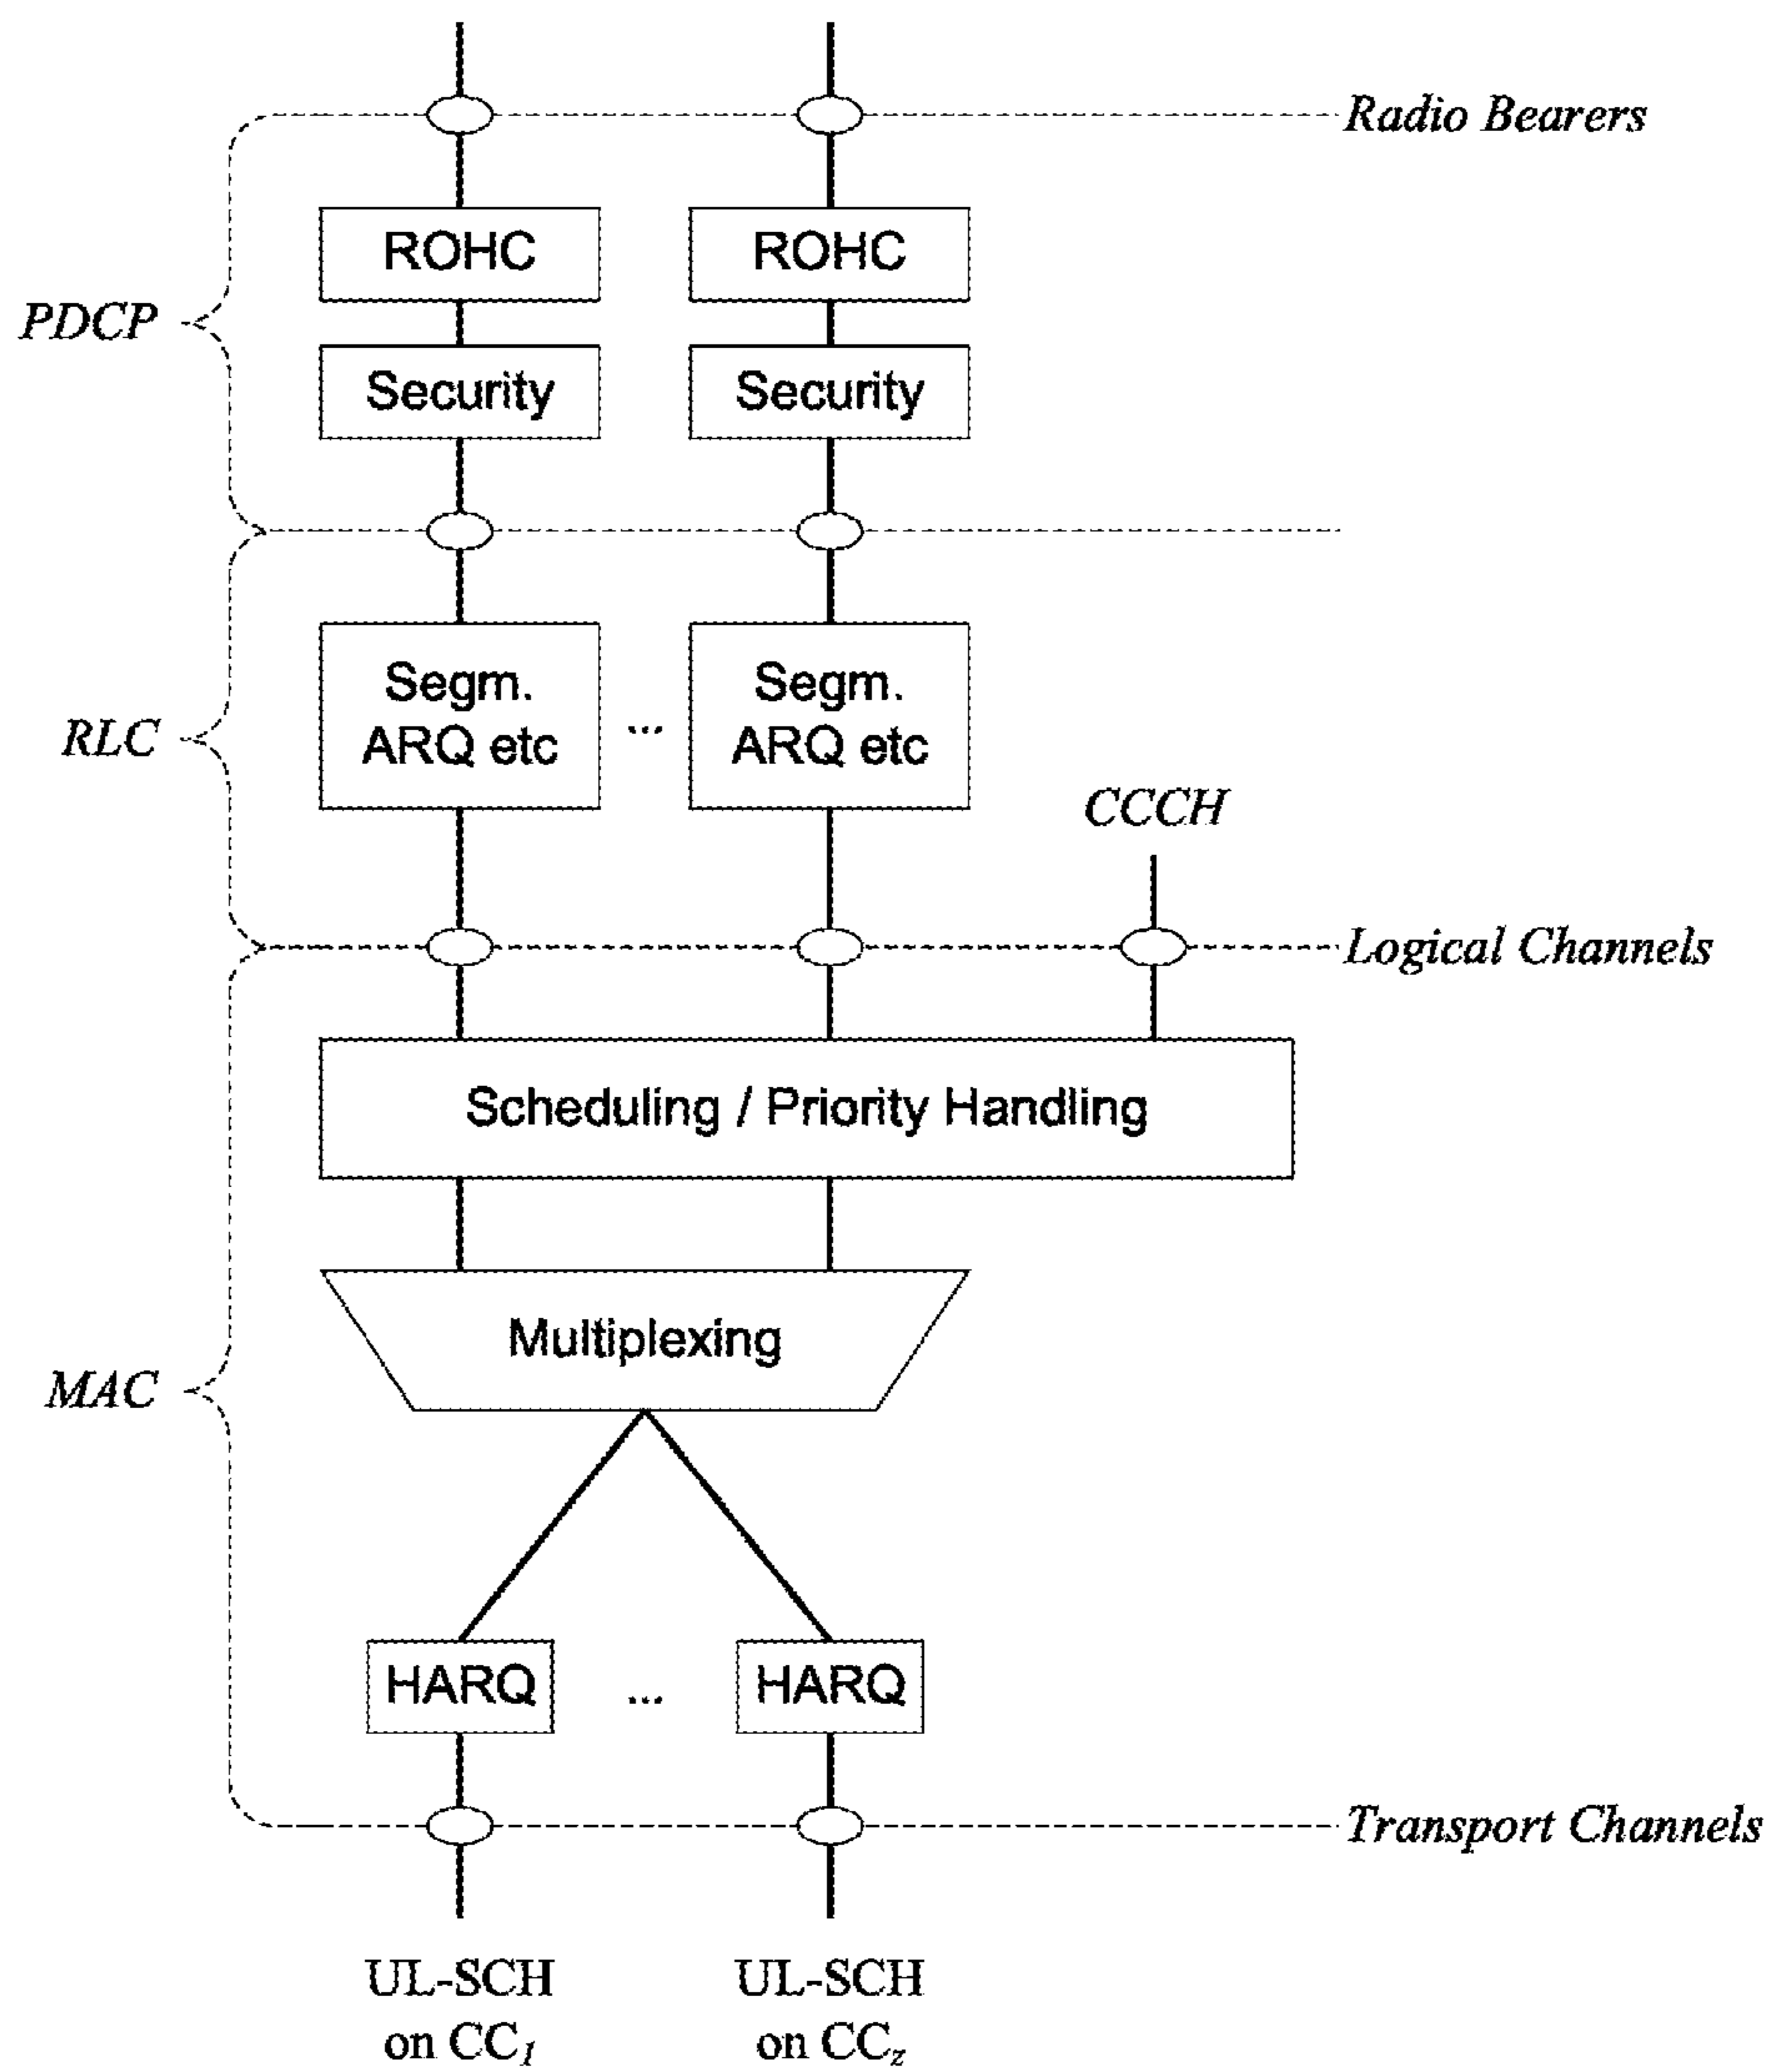 Radio Bearers
ROHC ROHC
PDCP
Security Security
Segm. Segm.
RLC ARQ etc ... ARQ etc
CCCH
Logical Channels
Scheduling / Priority Handling
Multiplexing
MAC
HARQ ... HARQ
Transport Channels
UL-SCH UL-SCH
on CC1 on CCz